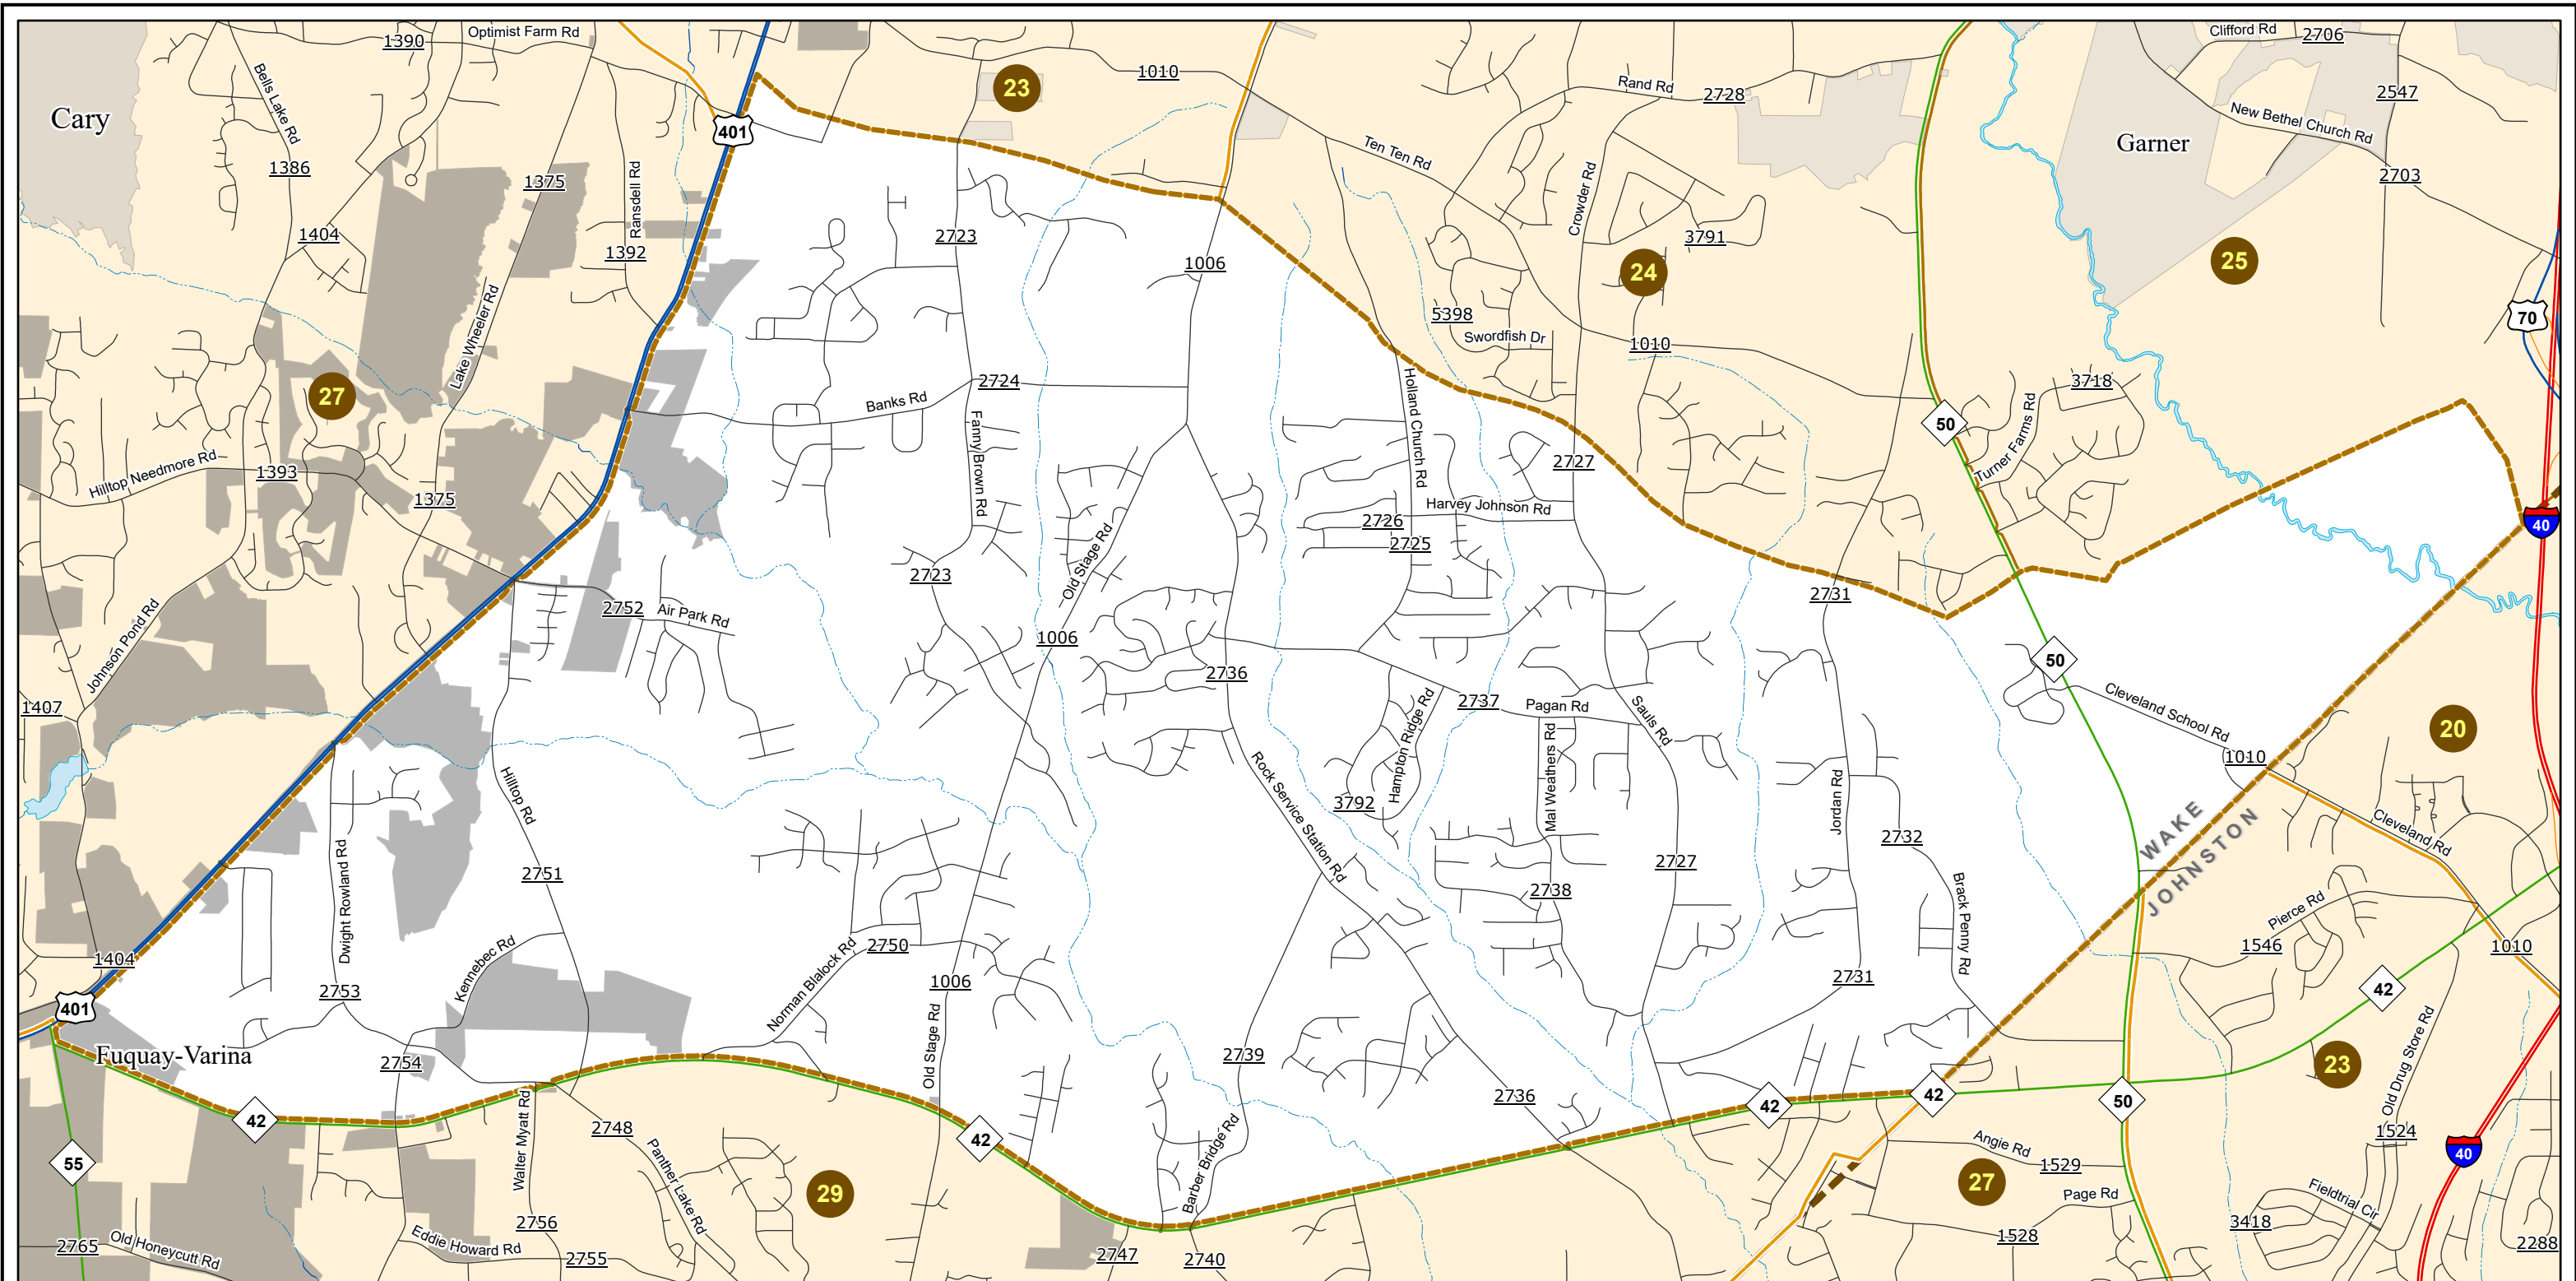 1390
Optimist Farm Rd
Clifford Rd
2706
23
1010
Bells Lake Rd
Rand Rd
2728
2547
Cary
401
New Bethel Church Rd
Garner
Ten Ten Rd
1386
1375
Ransdell Rd
Crowder Rd
2703
1404
1392
2723
3791
1006
24
25
5398
Swordfish Dr
1010
70
Lake Wheeler Rd
27
2724
Banks Rd
3718
Holland Church Rd
50
Turner Farms Rd
Fanny Brown Rd
Hilltop Needmore Rd
1393
1375
2727
Harvey Johnson Rd
2726
2725
40
Old Stage Rd
2723
2731
2752
Air Park Rd
Johnson Pond Rd
1006
2736
50
1407
2737
Pagan Rd
Hampton Ridge Rd
Sauls Rd
Cleveland School Rd
20
1010
Mal Weathers Rd
Rock Service Station Rd
Hilltop Rd
3792
Jordan Rd
WAKE
JOHNSTON
Cleveland Rd
2732
Dwight Rowland Rd
2751
2727
2738
Brack Penny Rd
Pierce Rd
1546
1010
2750
Kennebec Rd
Norman Blalock Rd
1404
2753
1006
2731
42
401
Old Stage Rd
Old Drug Store Rd
Fuquay-Varina
2754
2739
23
2736
42
42
50
42
Walter Myatt Rd
2748
42
Barber Bridge Rd
Angie Rd
1529
1524
40
55
Panther Lake Rd
29
27
Page Rd
Fieldtrial Cir
2756
3418
1528
2765
Old Honeycutt Rd
Eddie Howard Rd
2755
2747
2740
2288